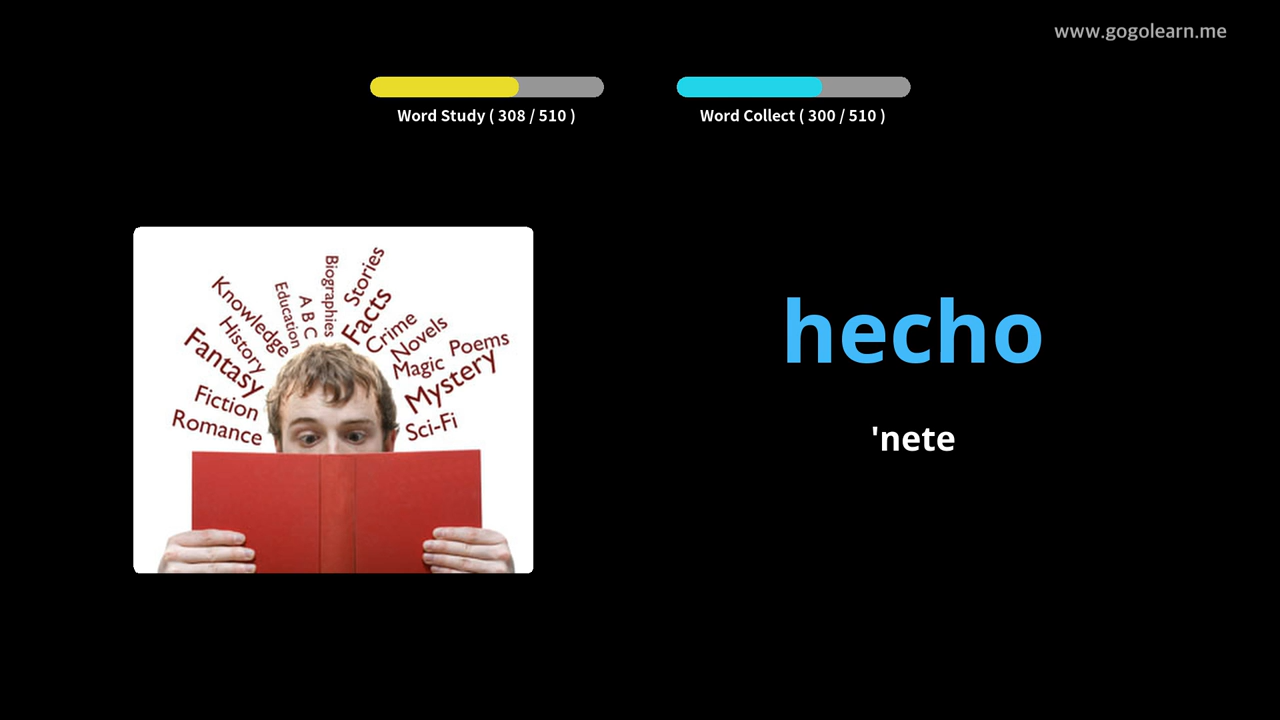 www.gogolearn.me
Word Study ( 308 / 510 )
Word Collect ( 300 / 510 )
Biographies
Stories
Education
A B C
Facts
Knowledge
Crime
History
Novels
Fantasy
Magic
Poems
Mystery
Fiction
Romance
Sci-Fi
hecho
'nete